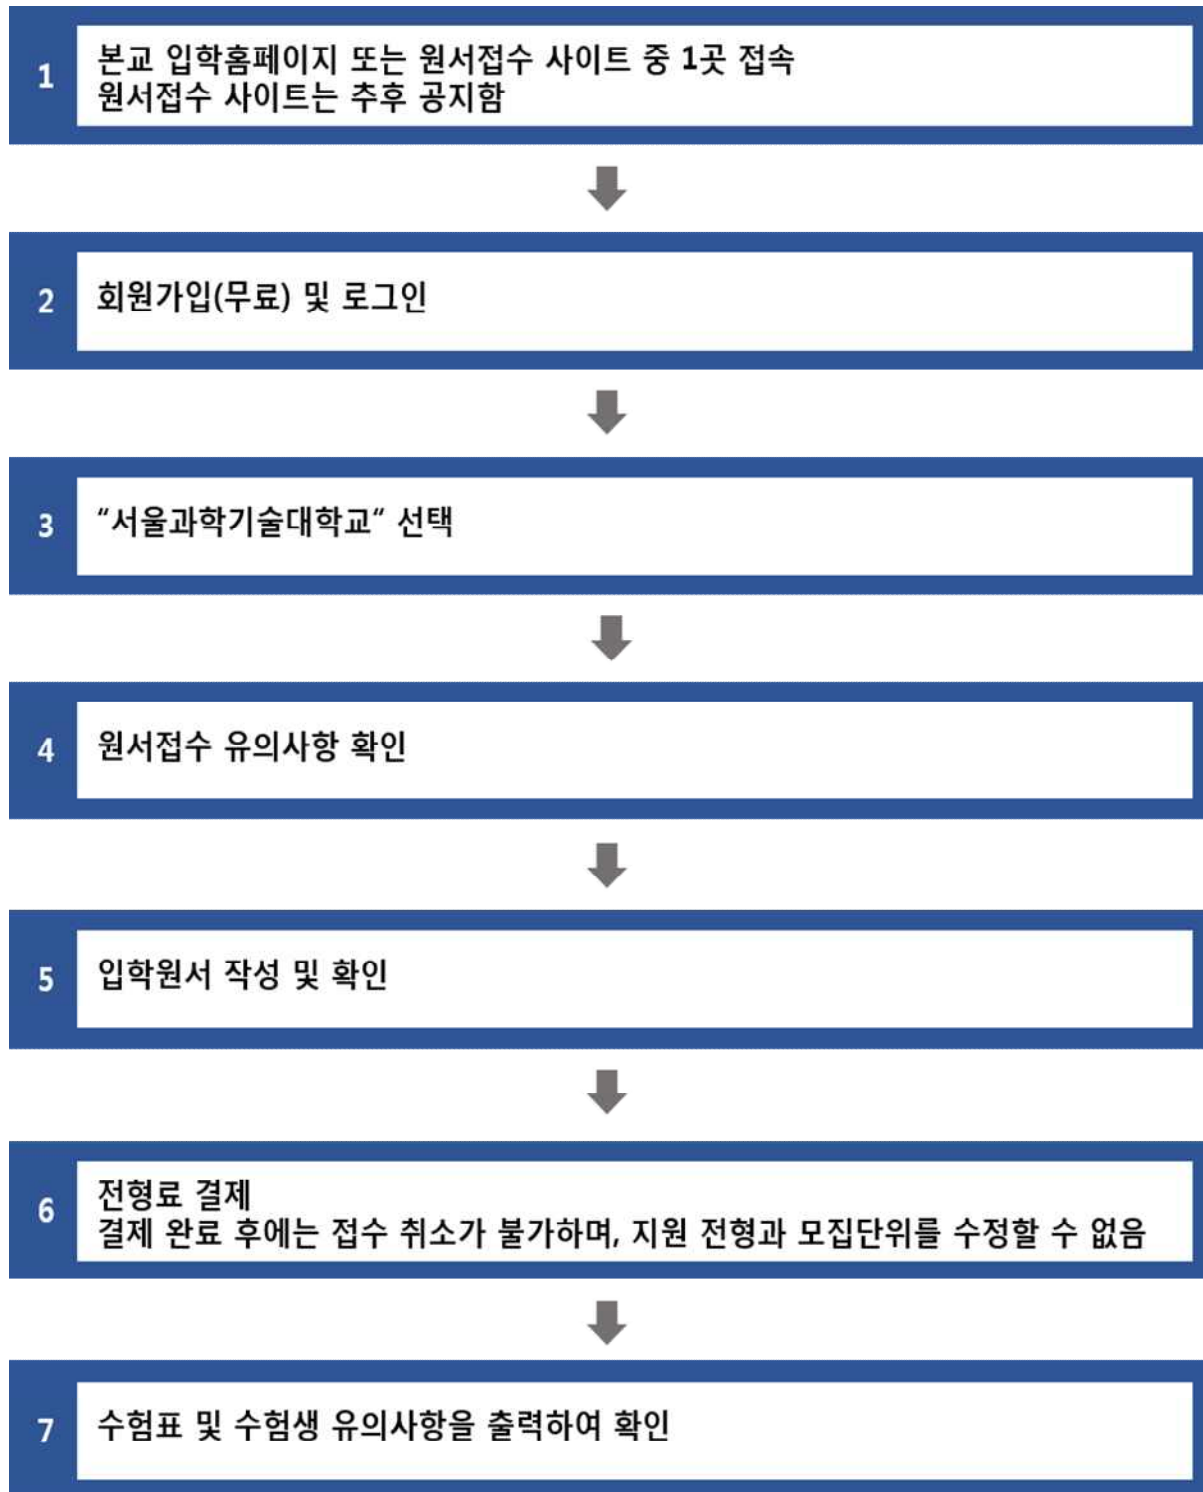 1
본교 입학홈페이지 또는 원서접수 사이트 중 1곳 접속
원서접수 사이트는 추후 공지함
2
회원가입(무료) 및 로그인
3
“서울과학기술대학교“ 선택
4
원서접수 유의사항 확인
5
입학원서 작성 및 확인
6
전형료 결제
결제 완료 후에는 접수 취소가 불가하며, 지원 전형과 모집단위를 수정할 수 없음
7
수험표 및 수험생 유의사항을 출력하여 확인